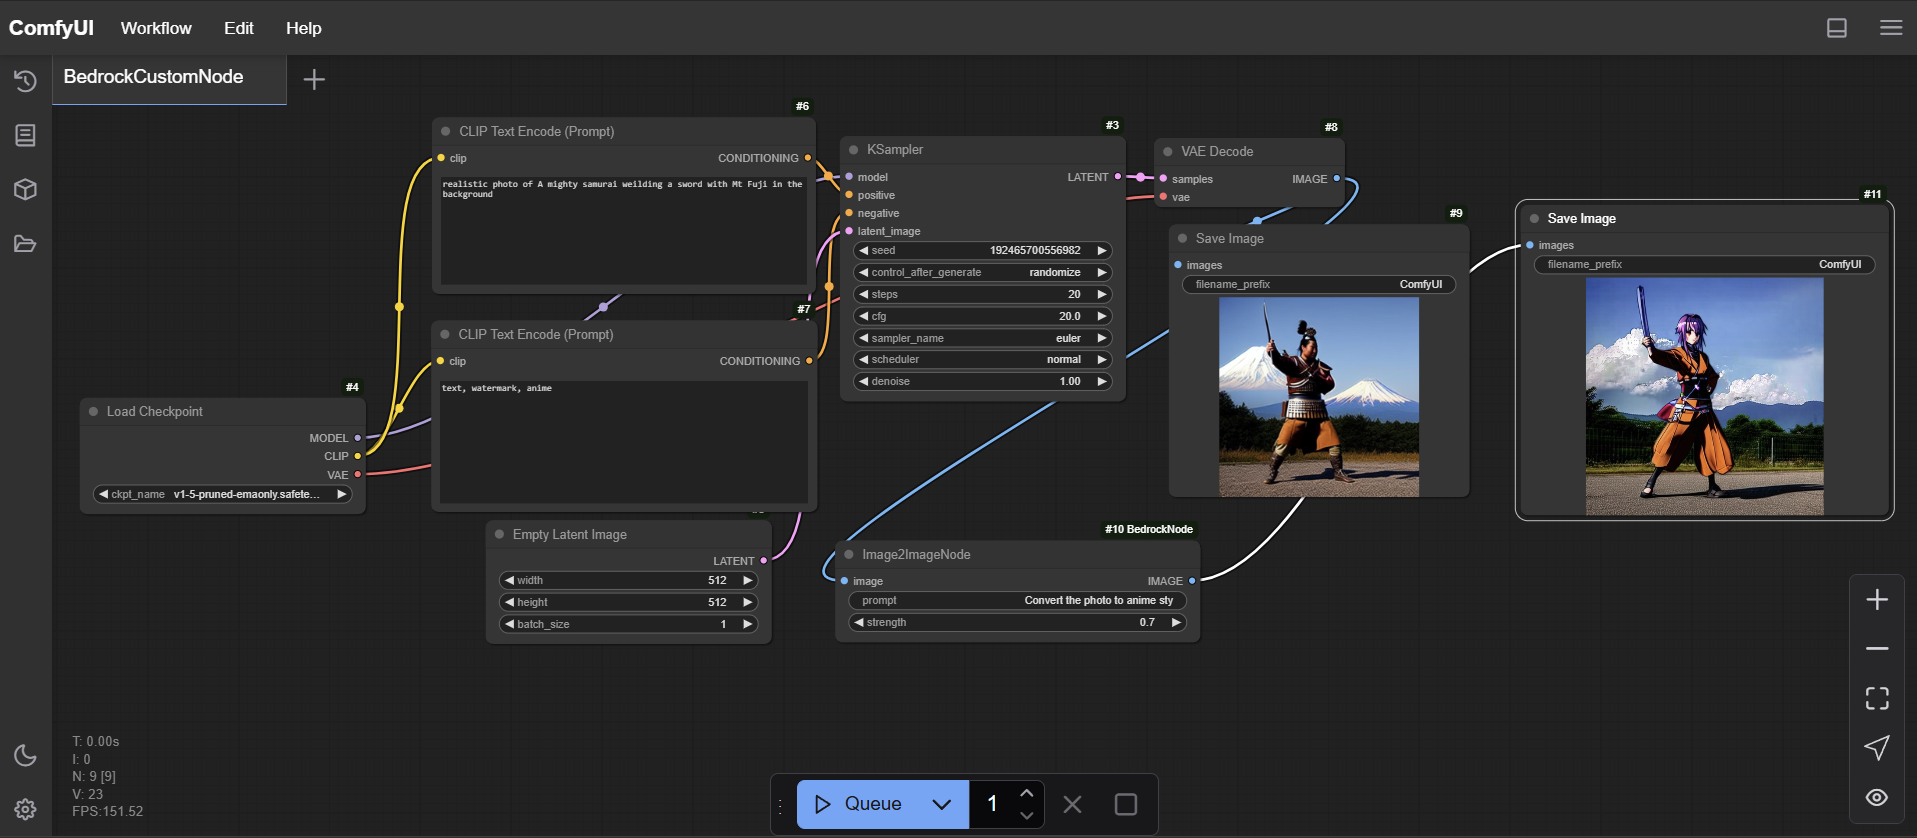 ComfyUI
Workflow
Edit
Help
BedrockCustomNode
#6
CLIP Text Encode (Prompt)
clip
CONDITIONING
realistic photo of A mighty samurai weilding a sword with Mt Fuji in the
background
#7
CLIP Text Encode (Prompt)
clip
CONDITIONING
text, watermark, anime
#4
Load Checkpoint
MODEL
CLIP
VAE
ckpt_name v1-5-pruned-emaonly.safete...
Empty Latent Image
LATENT
width 512
height 512
batch_size 1
#3
KSampler
model
LATENT
positive
negative
latent_image
seed 192465700556982
control_after_generate randomize
steps 20
cfg 20.0
sampler_name euler
scheduler normal
denoise 1.00
#8
VAE Decode
samples
IMAGE
vae
#9
Save Image
images
filename_prefix ComfyUI
#10 BedrockNode
Image2ImageNode
image
IMAGE
prompt Convert the photo to anime sty
strength 0.7
#11
Save Image
images
filename_prefix ComfyUI
T: 0.00s
I: 0
N: 9 [9]
V: 23
FPS:151.52
Queue
1